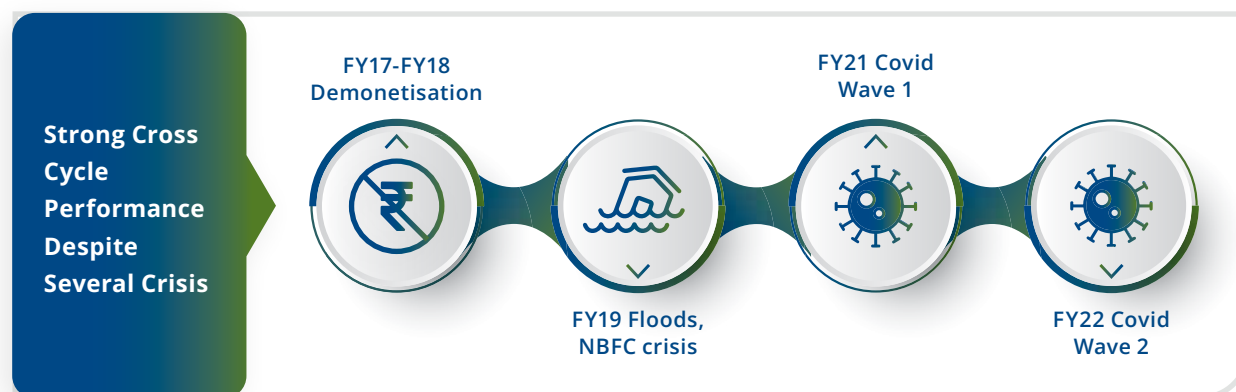 Strong Cross
Cycle
Performance
Despite
Several Crisis
FY17-FY18
Demonetisation
FY19 Floods,
NBFC crisis
FY21 Covid
Wave 1
FY22 Covid
Wave 2